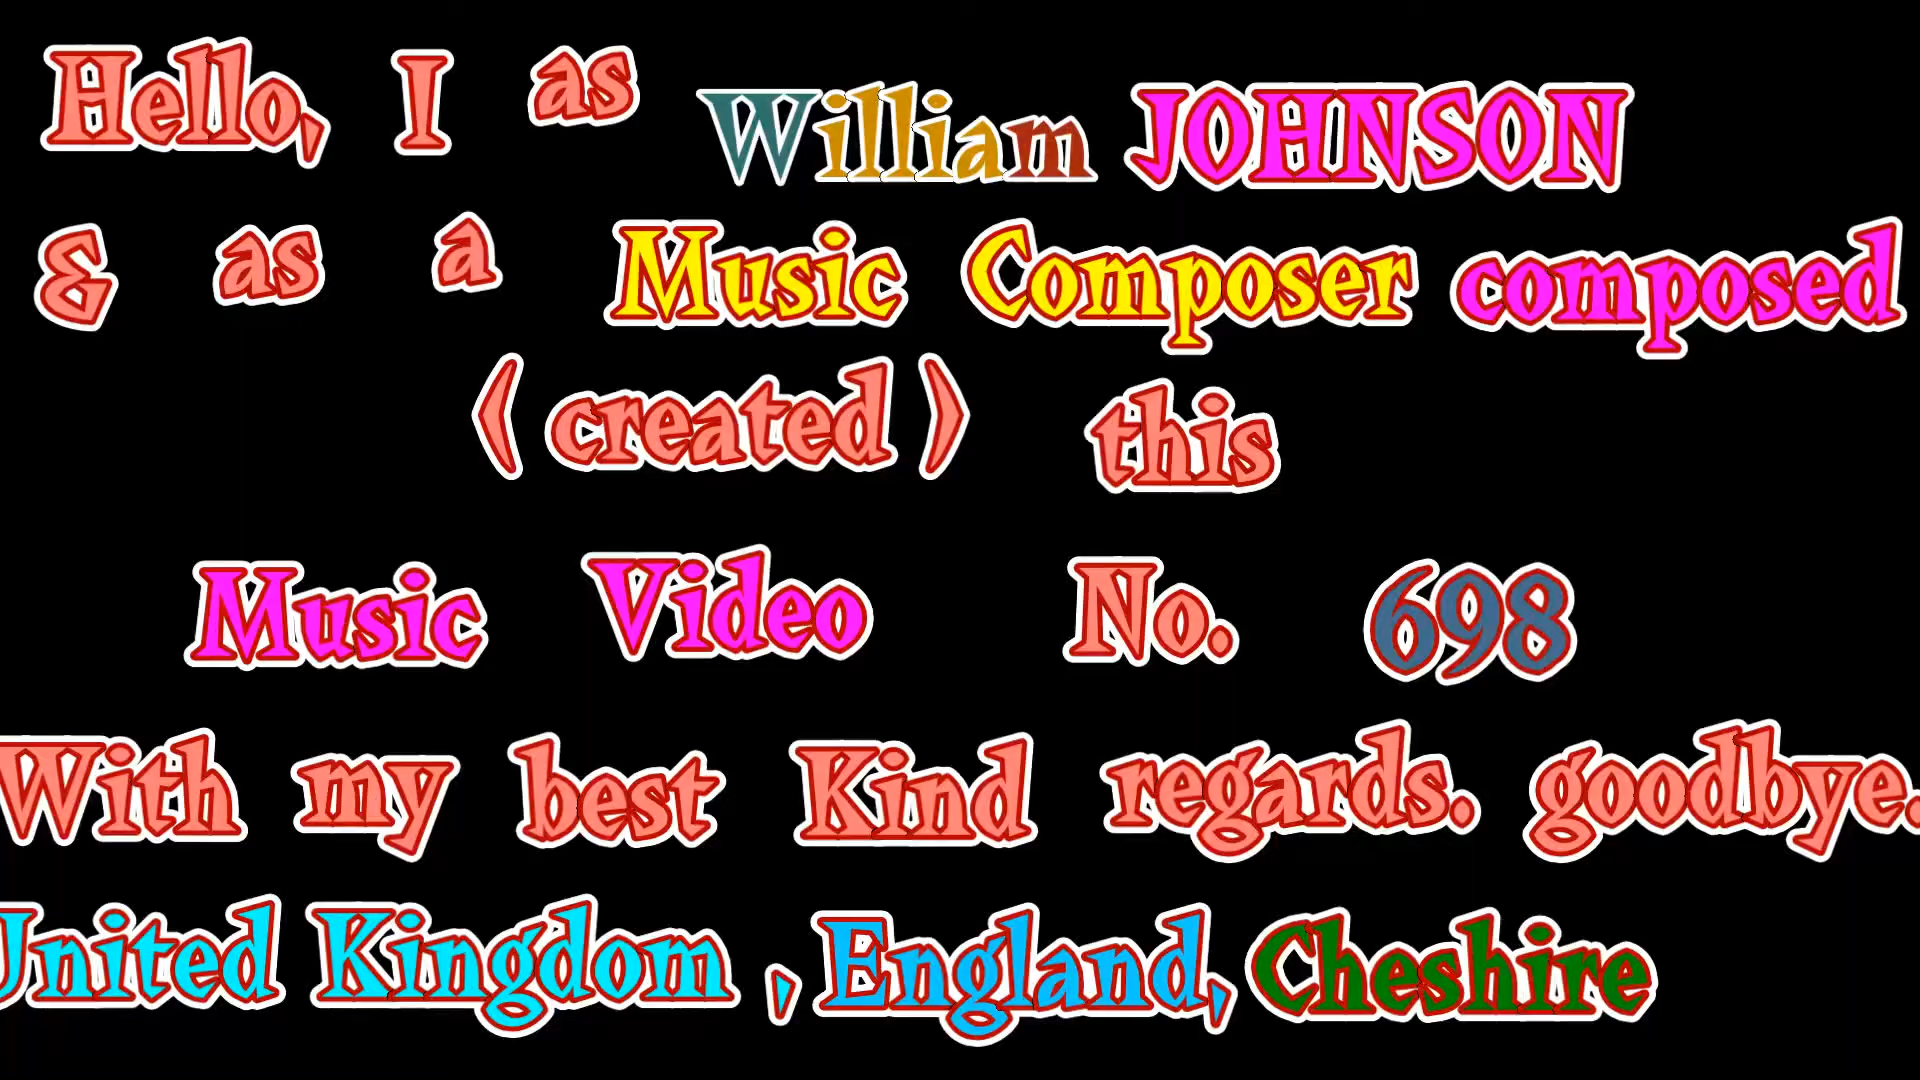 Hello, I as William JOHNSON
& as a Music Composer composed
( created ) this
Music Video No. 698
With my best Kind regards. goodbye.
United Kingdom , England, Cheshire